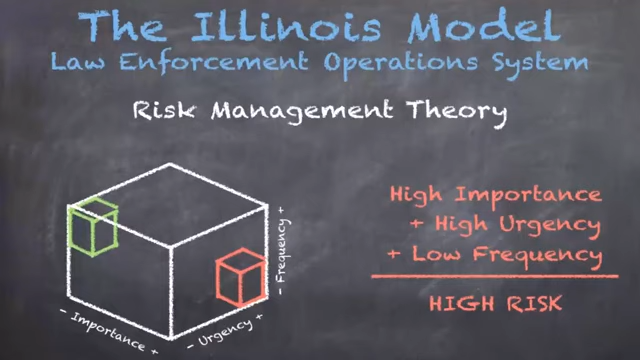 The Illinois Model
Law Enforcement Operations System
Risk Management Theory
High Importance
+ High Urgency
+ Low Frequency
HIGH RISK
- Importance +
- Urgency +
- Frequency +